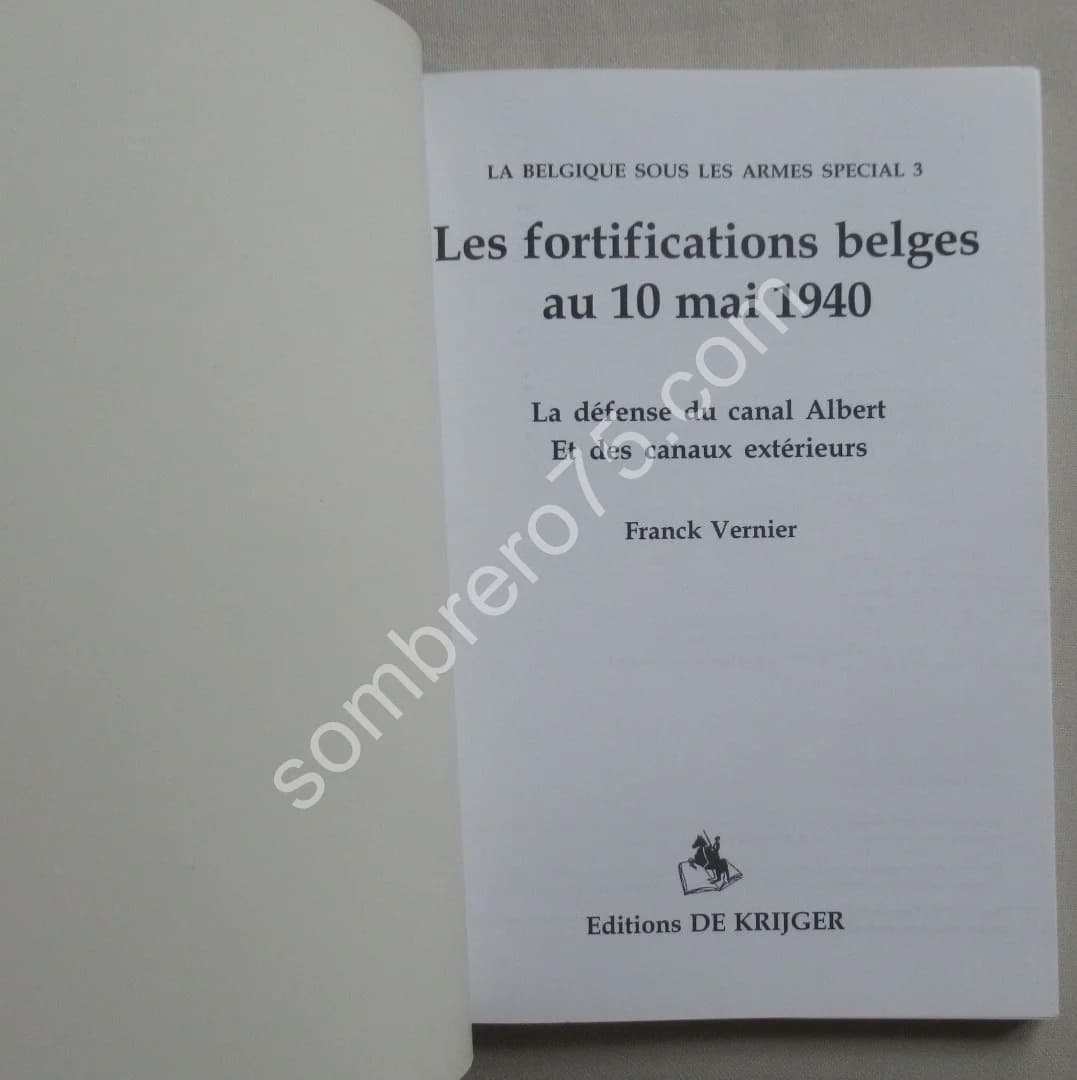 LA BELGIQUE SOUS LES ARMES SPECIAL 3
Les fortifications belges
au 10 mai 1940
La défense du canal Albert
Et des canaux extérieurs
Franck Vernier
Editions DE KRIJGER
sombrero75.com